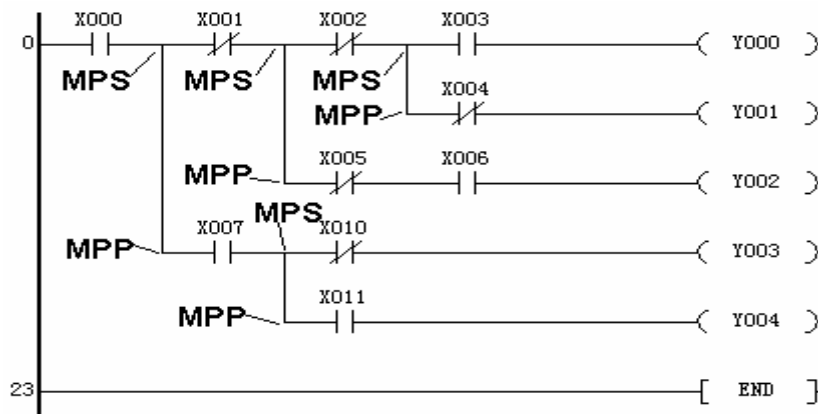 X000 X001 X002 X003
0 Y000
MPS MPS MPS X004
MPP Y001
X005 X006
MPP Y002
MPS
X007 X010
MPP Y003
X011
MPP Y004
23 END